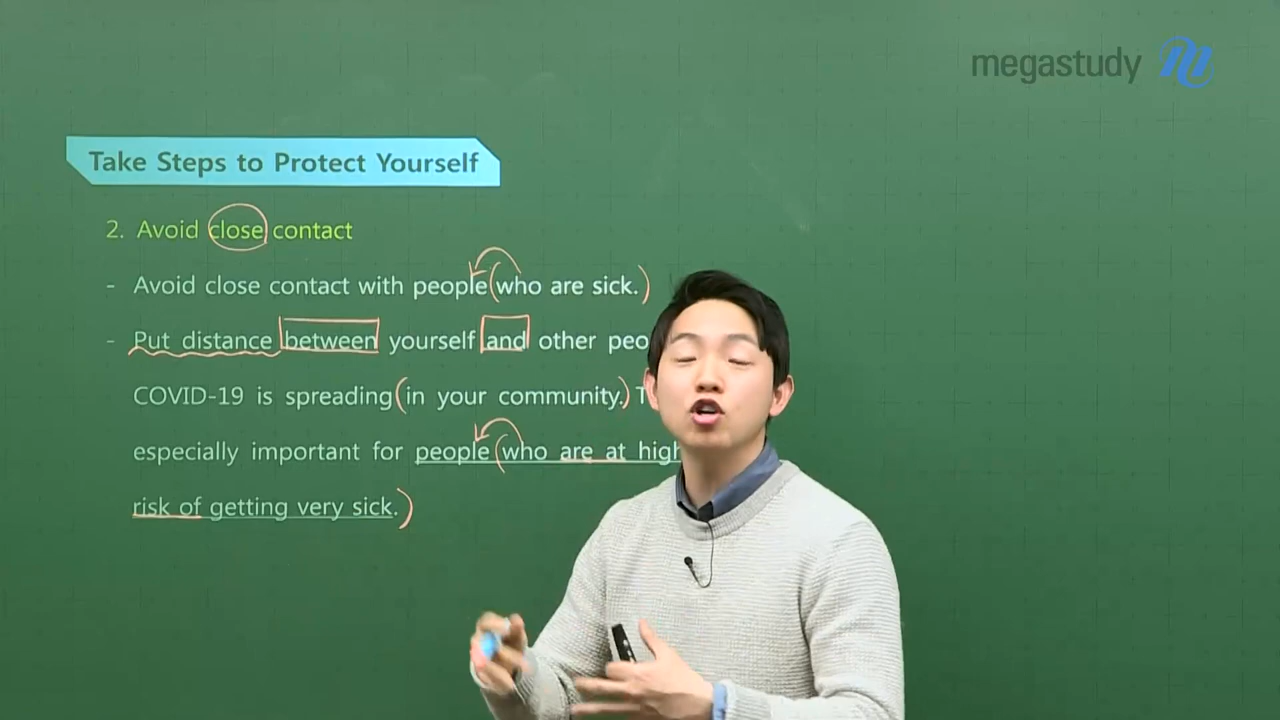 megastudy
Take Steps to Protect Yourself
2. Avoid close contact
- Avoid close contact with people who are sick.
- Put distance between yourself and other
COVID-19 is spreading in your community.
especially important for people who are at high
risk of getting very sick.